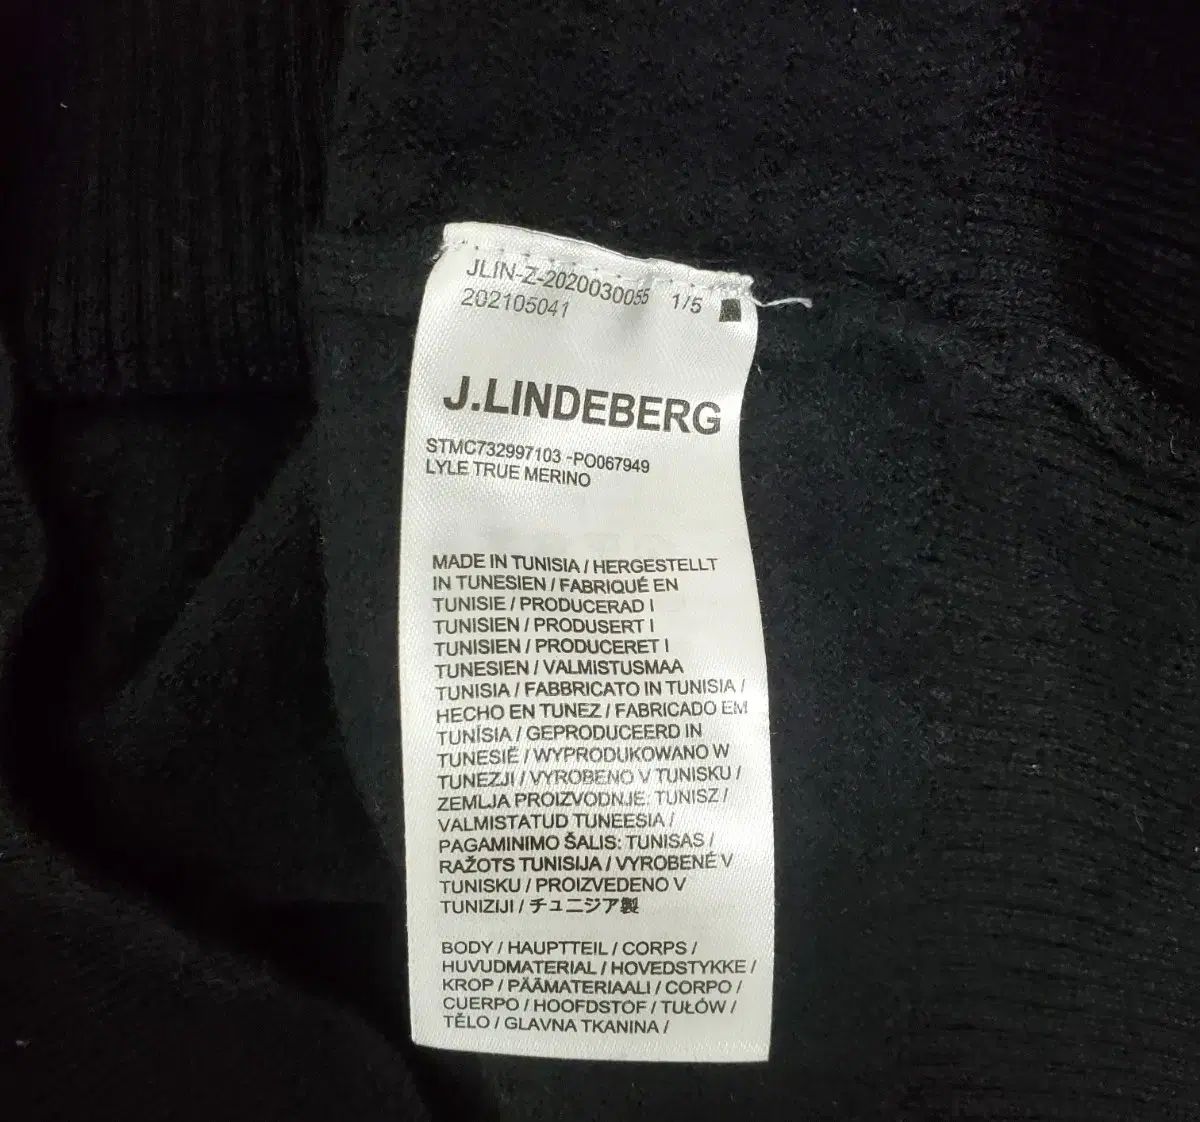 JLIN-Z-2020030055 1/5
202105041
J.LINDEBERG
STMC732997103 -PO067949
LYLE TRUE MERINO
MADE IN TUNISIA / HERGESTELLT
IN TUNESIEN / FABRIQUÉ EN
TUNISIE / PRODUCERAD I
TUNISIEN / PRODUSERT I
TUNISIEN / PRODUCERET I
TUNESIEN / VALMISTUSMAA
TUNISIA / FABBRICATO IN TUNISIA /
HECHO EN TUNEZ / FABRICADO EM
TUNÍSIA / GEPRODUCEERD IN
TUNESIË / WYPRODUKOWANO W
TUNEZJI / VYROBENO V TUNISKU /
ZEMLJA PROIZVODNJE: TUNISZ /
VALMISTATUD TUNEESIA /
PAGAMINIMO ŠALIS: TUNISAS /
RAŽOTS TUNISIJA / VYROBENÉ V
TUNISKU / PROIZVEDENO V
TUNIZIJI / チュニジア製
BODY / HAUPTTEIL / CORPS /
HUVUDMATERIAL / HOVEDSTYKKE /
KROP / PÄÄMATERIAALI / CORPO /
CUERPO / HOOFDSTOF / TUŁÓW /
TĚLO / GLAVNA TKANINA /